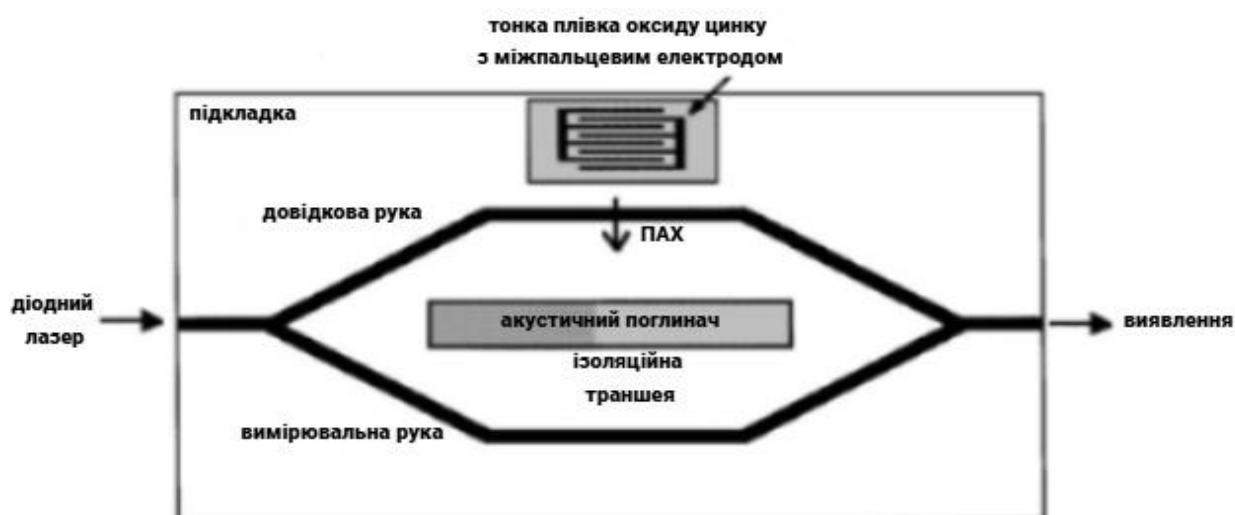 тонка плівка оксиду цинку
з міжпальцевим електродом
підкладка
довідкова рука
ПАХ
діодний
лазер
акустичний поглинач
виявлення
ізоляційна
траншея
вимірювальна рука